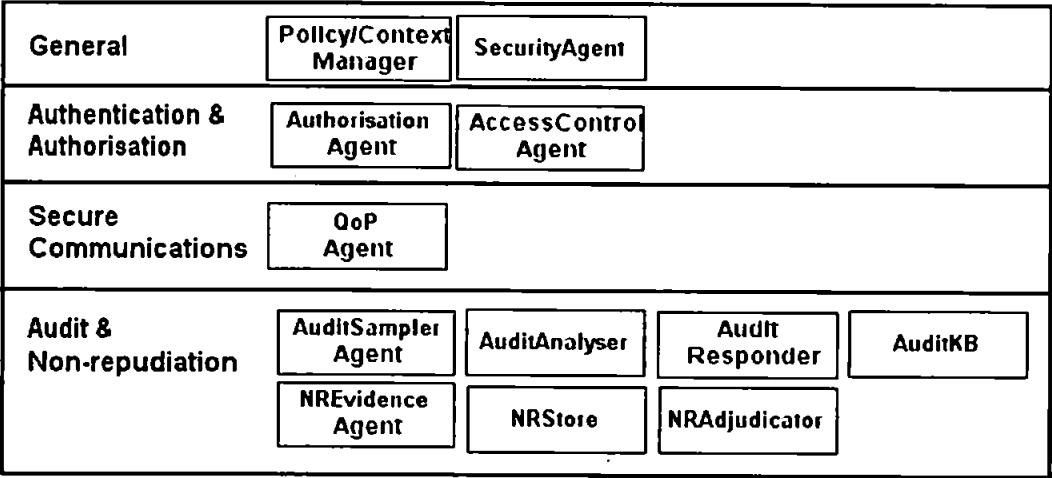 General
Policy/Context
Manager
SecurityAgent
Authentication &
Authorisation
Authorisation
Agent
AccessControl
Agent
Secure
Communications
QoP
Agent
Audit &
Non-repudiation
AuditSampler
Agent
AuditAnalyser
Audit
Responder
AuditKB
NREvidence
Agent
NRStore
NRAdjudicator